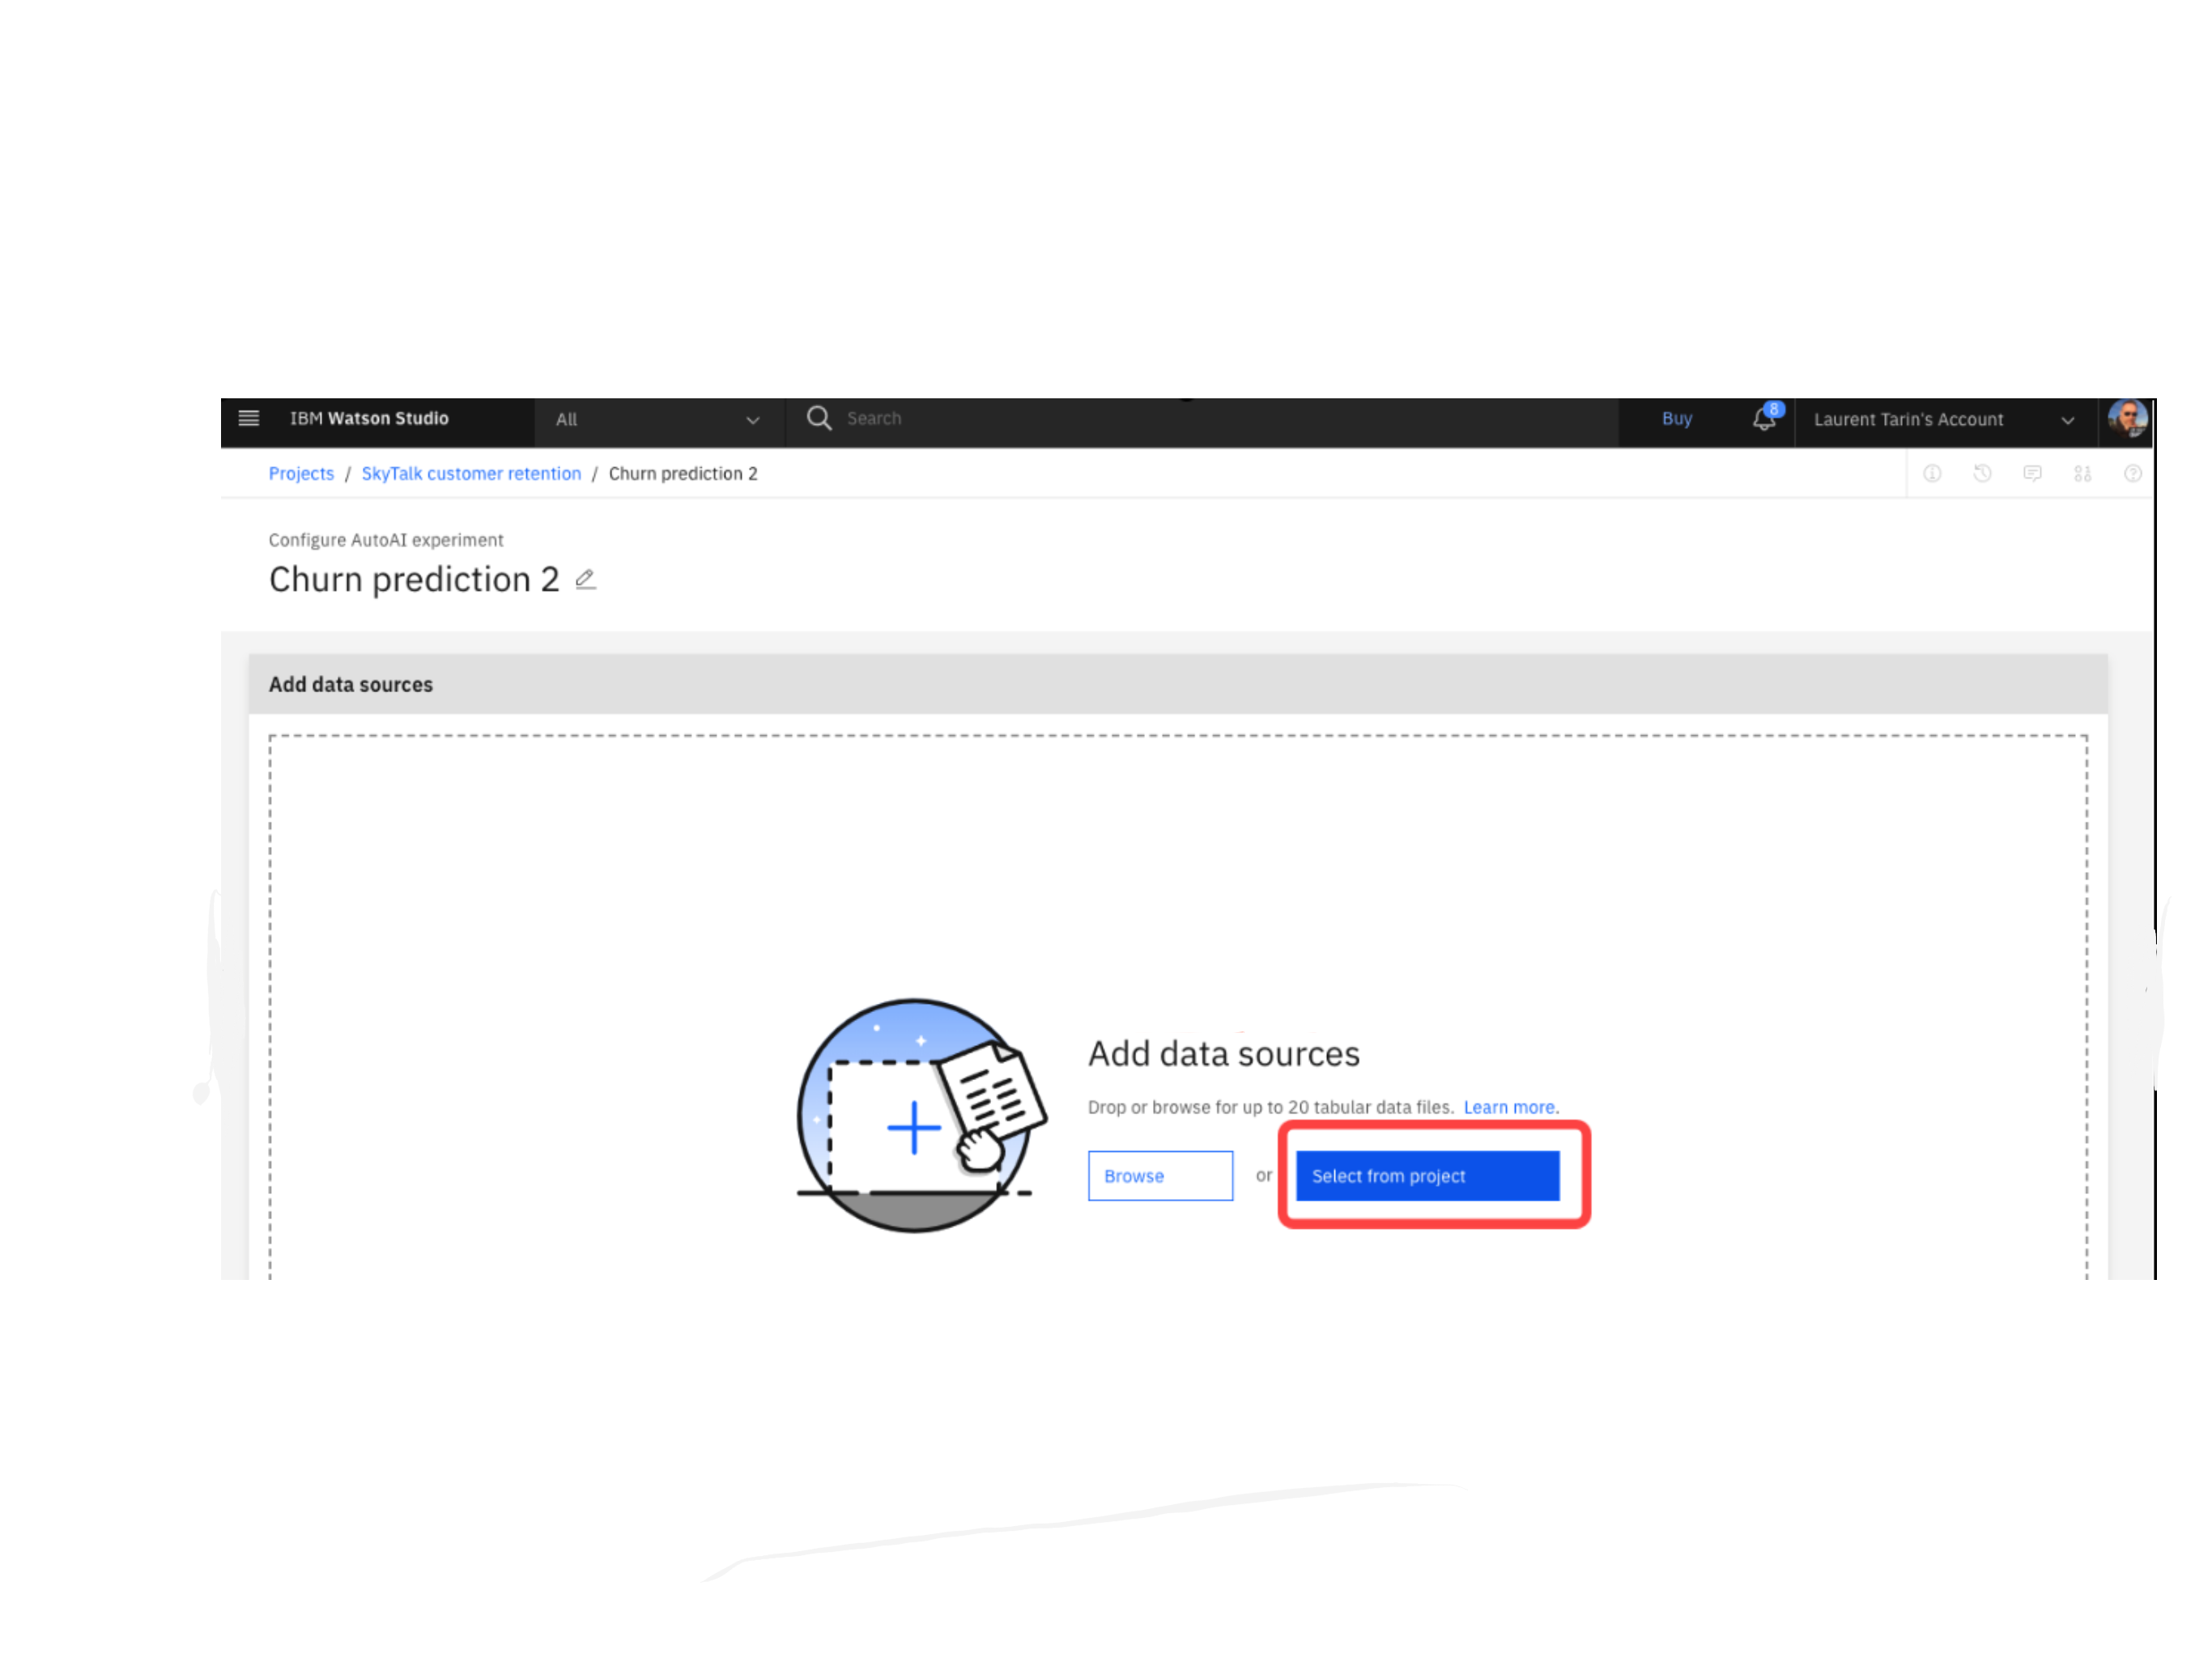 IBM Watson Studio All Search Buy 8 Laurent Tarin's Account
Projects / SkyTalk customer retention / Churn prediction 2
Configure AutoAI experiment
Churn prediction 2
Add data sources
Add data sources
Drop or browse for up to 20 tabular data files. Learn more.
Browse or Select from project